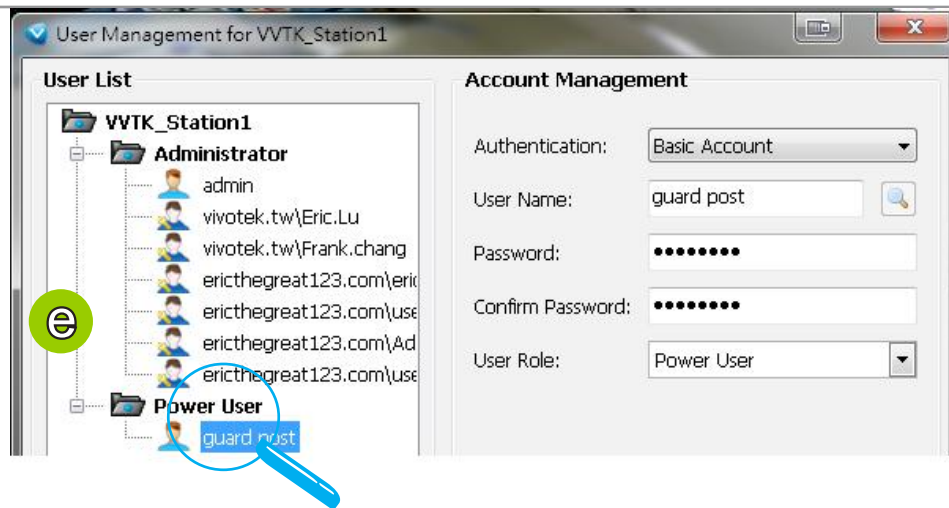 User Management for VVTK_Station1
User List
VVTK_Station1
Administrator
admin
vivotek.tw\Eric.Lu
vivotek.tw\Frank.chang
ericthegreat123.com\eric
ericthegreat123.com\use
ericthegreat123.com\Ad
ericthegreat123.com\use
Power User
guard post
e
Account Management
Authentication: Basic Account
User Name: guard post
Password: ●●●●●●●●
Confirm Password: ●●●●●●●●
User Role: Power User